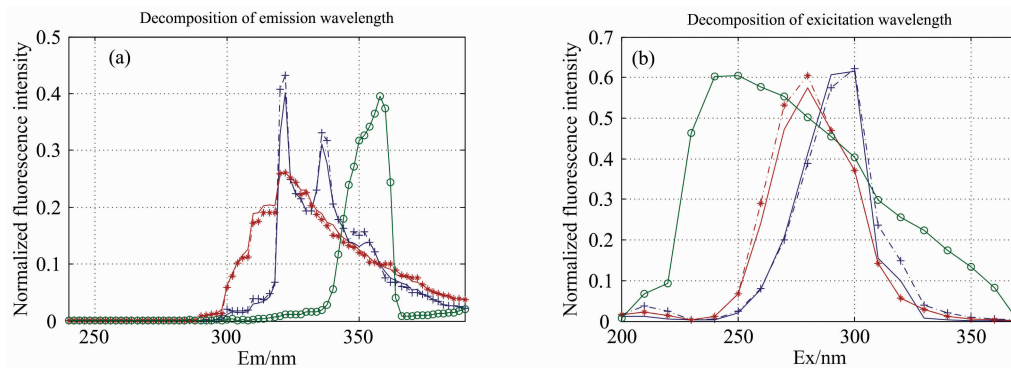 Decomposition of emission wavelength
(a)
Normalized fluorescence intensity
0.5
0.4
0.3
0.2
0.1
0
250
300
350
Em/nm
Decomposition of exicitation wavelength
(b)
Normalized fluorescence intensity
0.7
0.6
0.5
0.4
0.3
0.2
0.1
0
200
250
300
350
Ex/nm